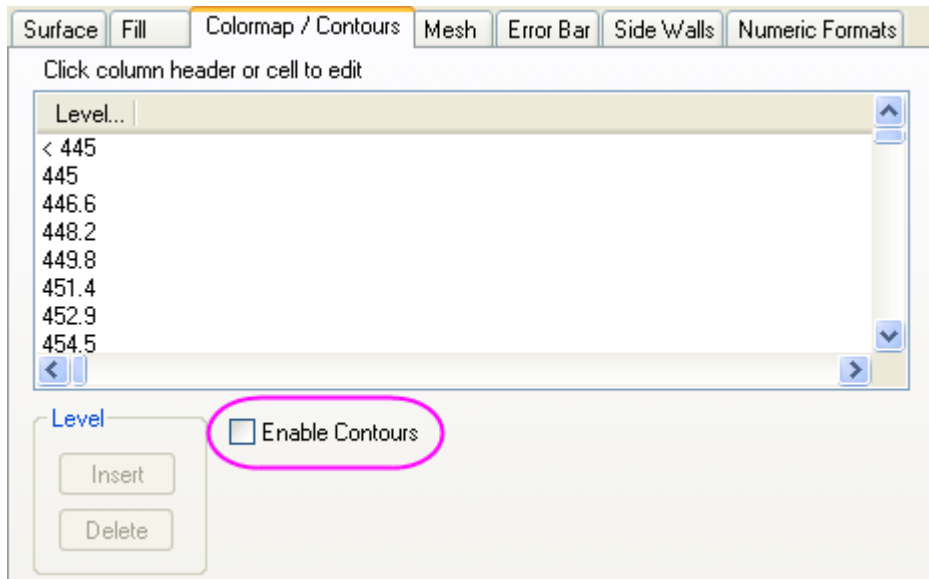 Surface Fill Colormap / Contours Mesh Error Bar Side Walls Numeric Formats
Click column header or cell to edit
Level...
< 445
445
446.6
448.2
449.8
451.4
452.9
454.5
Level
Enable Contours
Insert
Delete